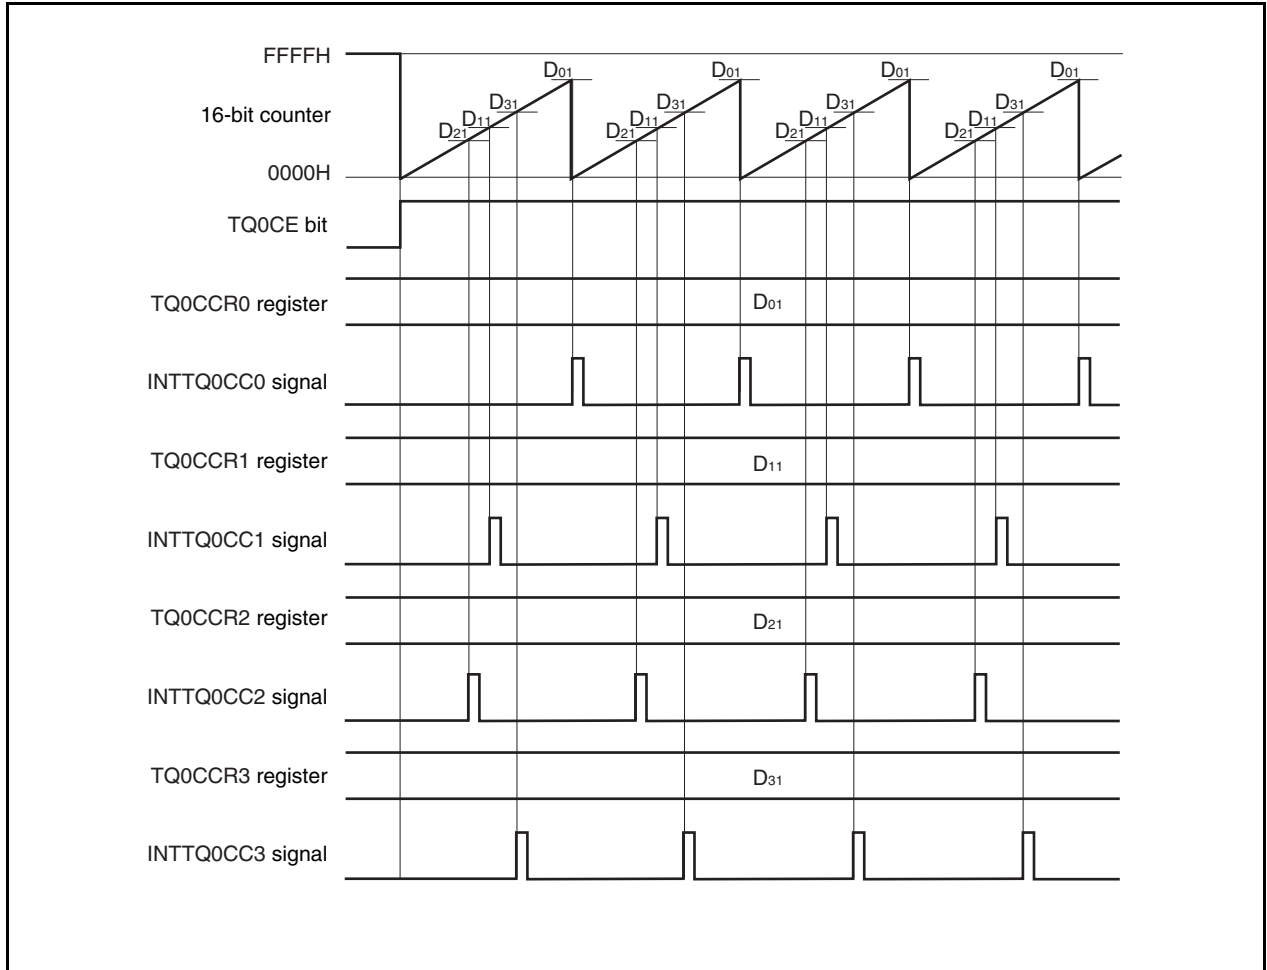 FFFFH
D01 D01 D01 D01
D31 D31 D31 D31
16-bit counter
D11 D11 D11 D11
D21 D21 D21 D21
0000H
TQ0CE bit
TQ0CCR0 register
D01
INTTQ0CC0 signal
TQ0CCR1 register
D11
INTTQ0CC1 signal
TQ0CCR2 register
D21
INTTQ0CC2 signal
TQ0CCR3 register
D31
INTTQ0CC3 signal